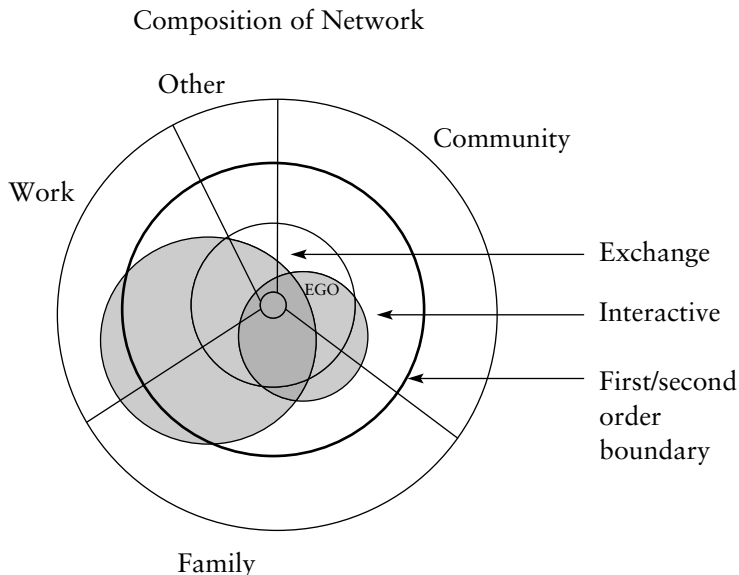 Composition of Network
Other
Community
Work
Exchange
EGO
Interactive
First/second
order
boundary
Family